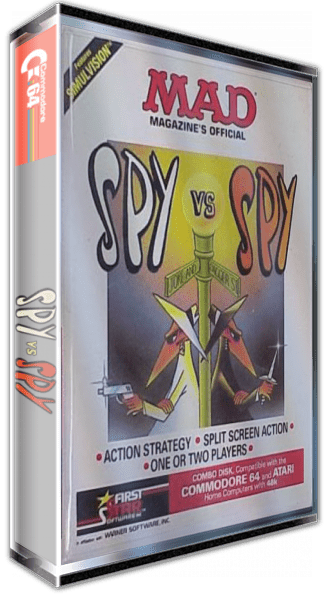 Commodore
64
SPY vs SPY
Featuring
SIMULVISION™
MAD
MAGAZINE'S OFFICIAL
SPY vs SPY
•ACTION STRATEGY • SPLIT SCREEN ACTION•
•ONE OR TWO PLAYERS•
COMBO DISK. Compatible with the
COMMODORE 64 and ATARI
Home Computers with 48k
FIRST
STAR
SOFTWARE INC.
WARNER SOFTWARE, INC.